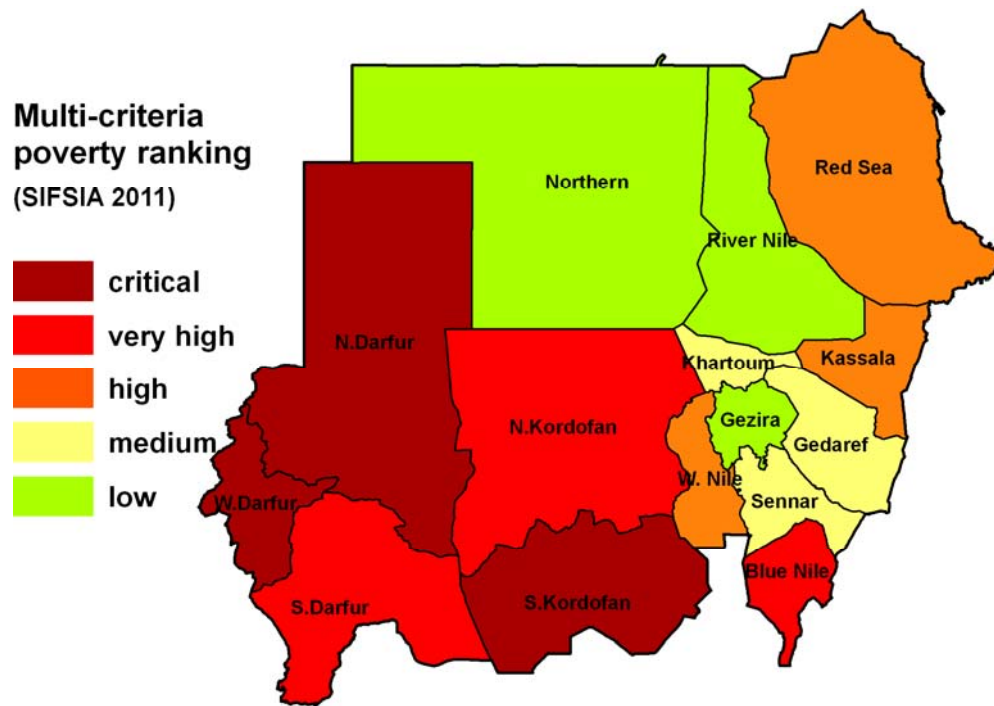 Multi-criteria
poverty ranking
(SIFSIA 2011)
critical
very high
high
medium
low
Northern
Red Sea
River Nile
N.Darfur
Khartoum
Kassala
N.Kordofan
Gezira
Gedaref
W.Darfur
W. Nile
Sennar
Blue Nile
S.Darfur
S.Kordofan